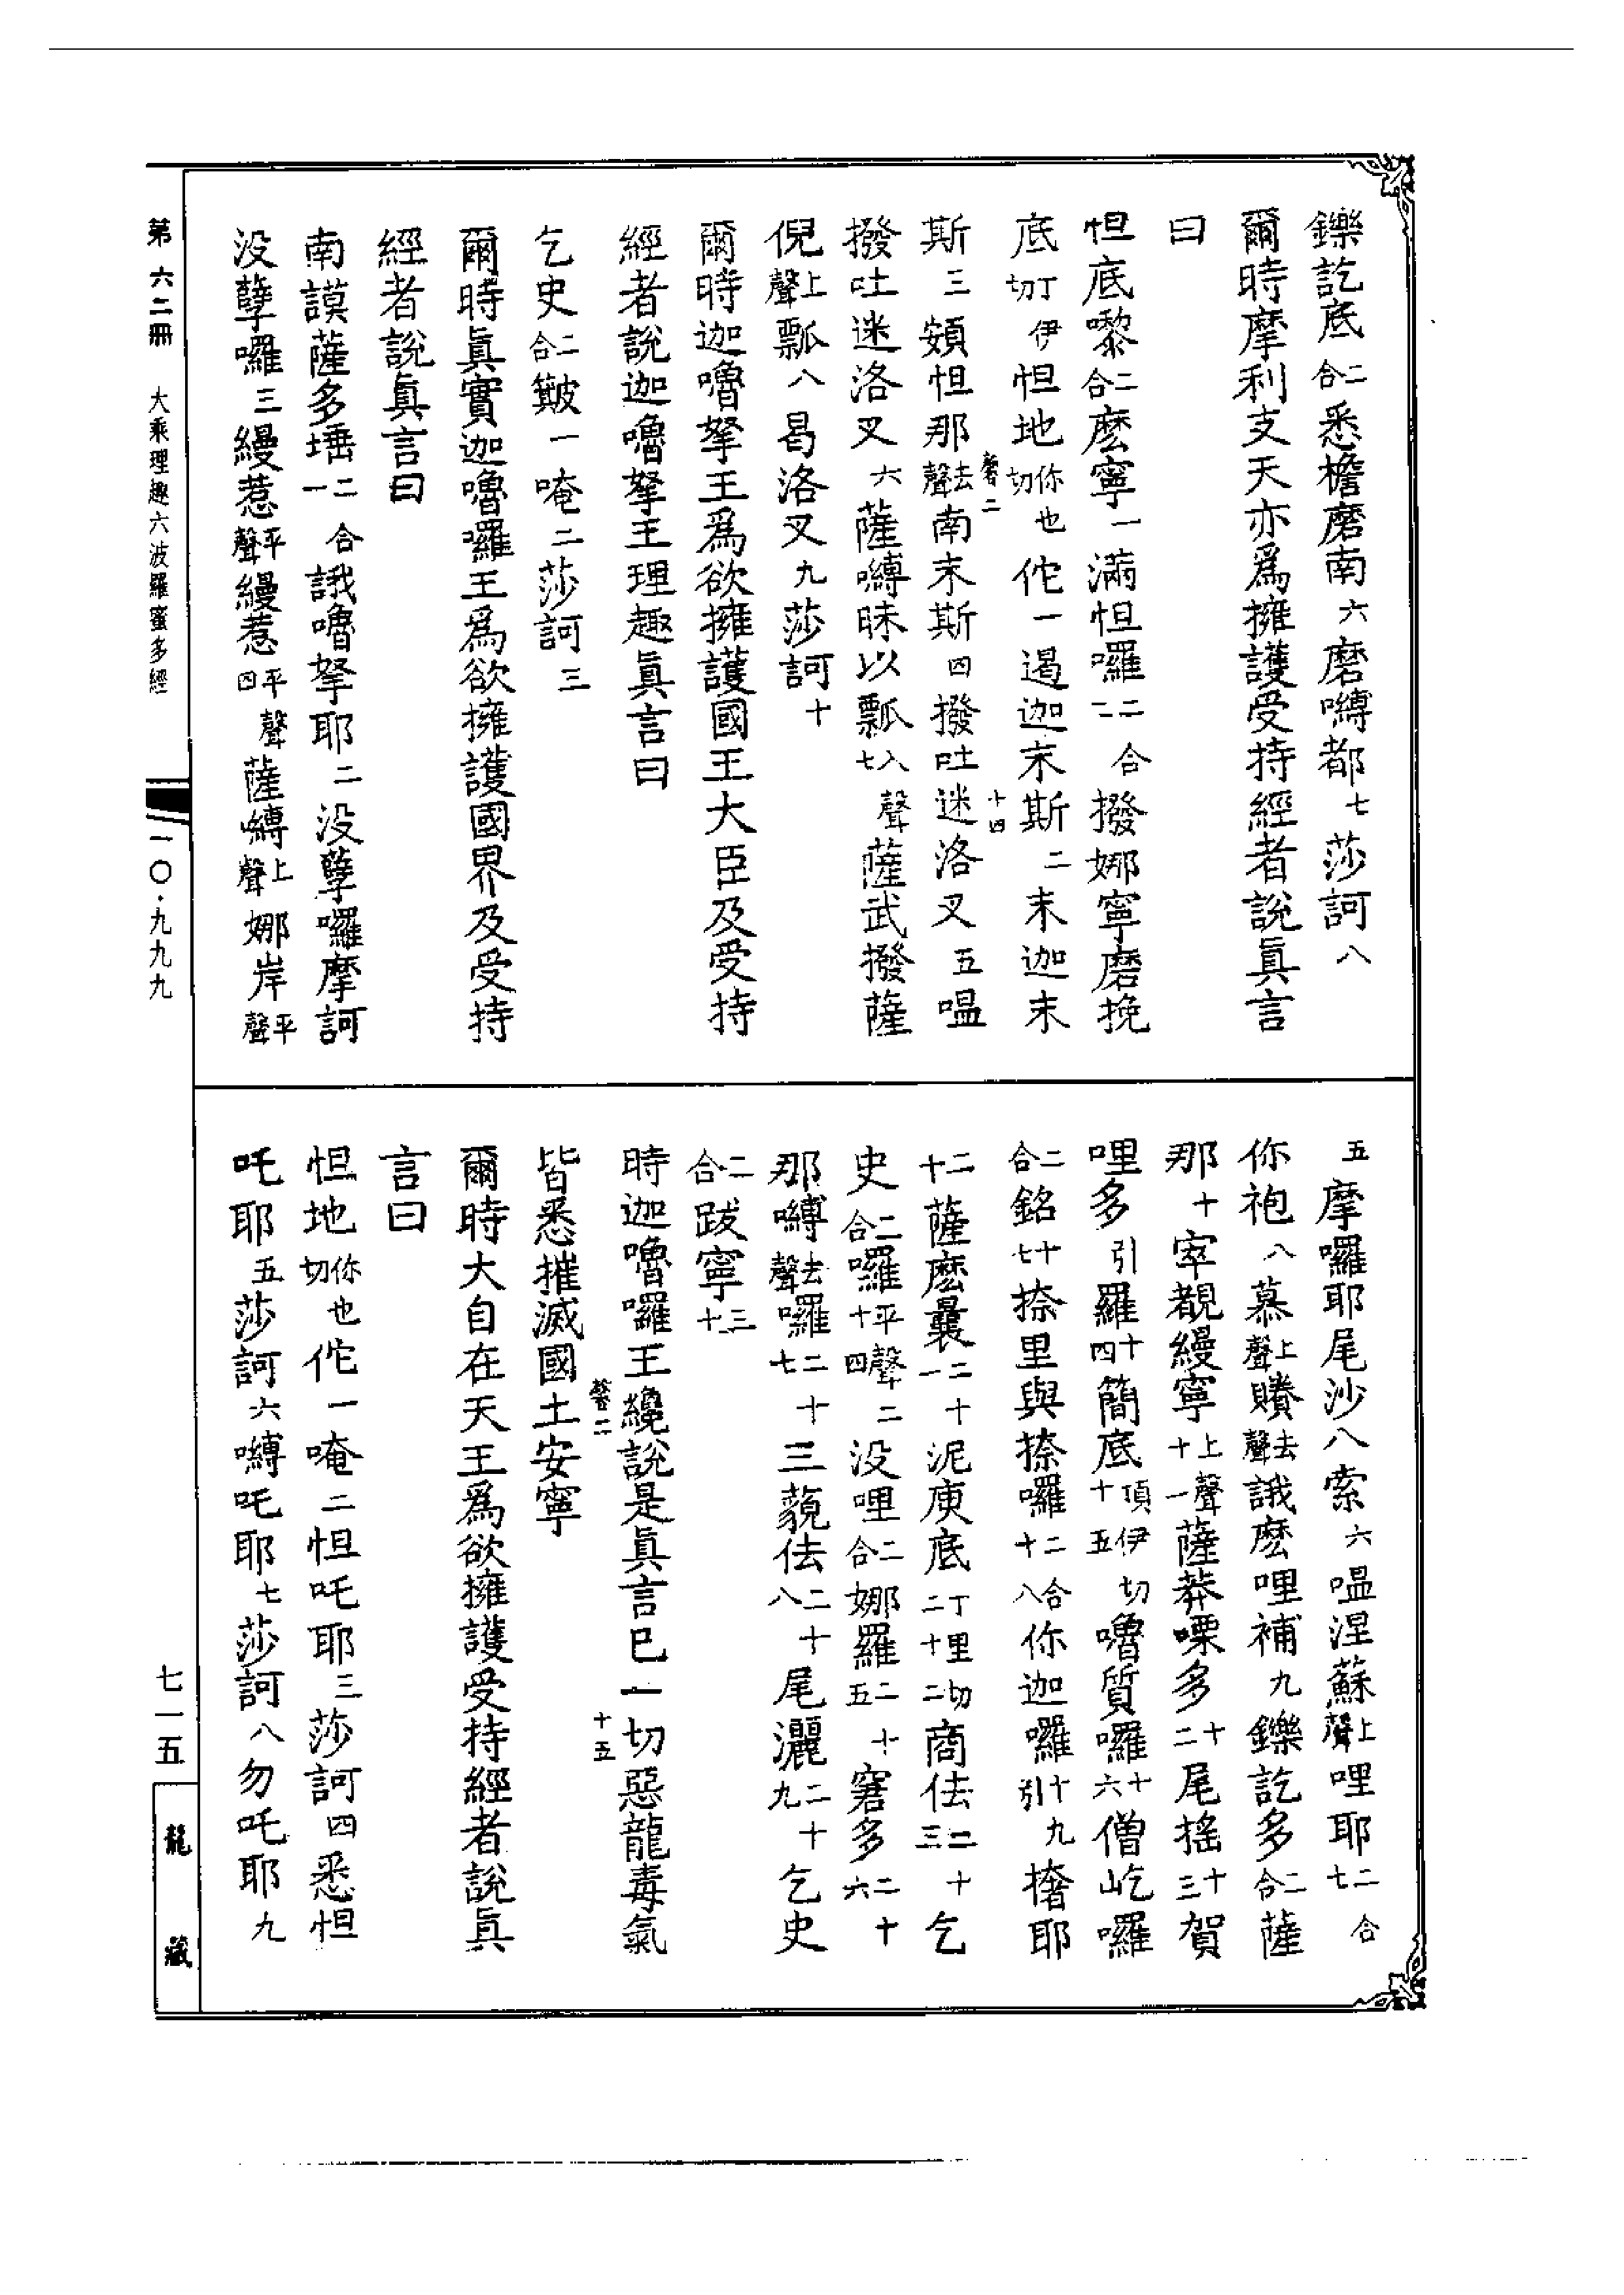 鑠訖底二合悉檐磨南六磨嚩都七莎訶八
爾時摩利支天亦爲擁護受持經者說眞言
曰
怛底嚟二合麽寧一滿怛囉二合二撥娜寧磨挽
底丁伊切怛地你也切佗一遏迦末斯二末迦末
斯三頞怛那去聲南末斯四撥吐迷洛叉五嗢
撥吐迷洛叉六薩嚩昧以瓢入聲七薩武撥薩
倪上聲瓢八曷洛叉九莎訶十
爾時迦嚕拏王爲欲擁護國王大臣及受持
經者說迦嚕拏王理趣眞言曰
乞史二合皾一唵二莎訶三
爾時眞實迦嚕囉王爲欲擁護國界及受持
經者說眞言曰
南謨薩多埵二合一誐嚕拏耶二没孽囉摩訶
没孽囉三縵惹平聲縵惹平聲四薩嚩上聲娜岸平聲
五摩囉耶尾沙八索六嗢涅蘇上聲哩耶二合七
你袍八慕上聲賸去聲誐麽哩補九鑠訖多二合薩
那十宰覩縵寧上聲十一薩莽㗚多十二尾搖十三賀
哩多引羅十四簡底頂伊切十五嚕質囉十六僧屹囉
二合銘十七捺里與捺囉二合十八你迦囉引十九撦耶
二十薩麽曩二十一泥庾底丁里切二十二商佉二十三乞
史二合囉平聲二十四没哩二合娜羅二十五窘多二十六
那嚩去聲囉二十七三藐佉二十八尾灑二十九乞史
二合跋寧三十
時迦嚕囉王纔說是眞言已一切惡龍毒氣
皆悉摧滅國土安寧
爾時大自在天王爲欲擁護受持經者說眞
言曰
怛地你也切佗一唵二怛吒耶三莎訶四悉怛
吒耶五莎訶六嚩吒耶七莎訶八勿吒耶九
第六二冊 大乘理趣六波羅蜜多經
一〇·九九九
七一五
龍藏
磬二
十四
磬二
十五